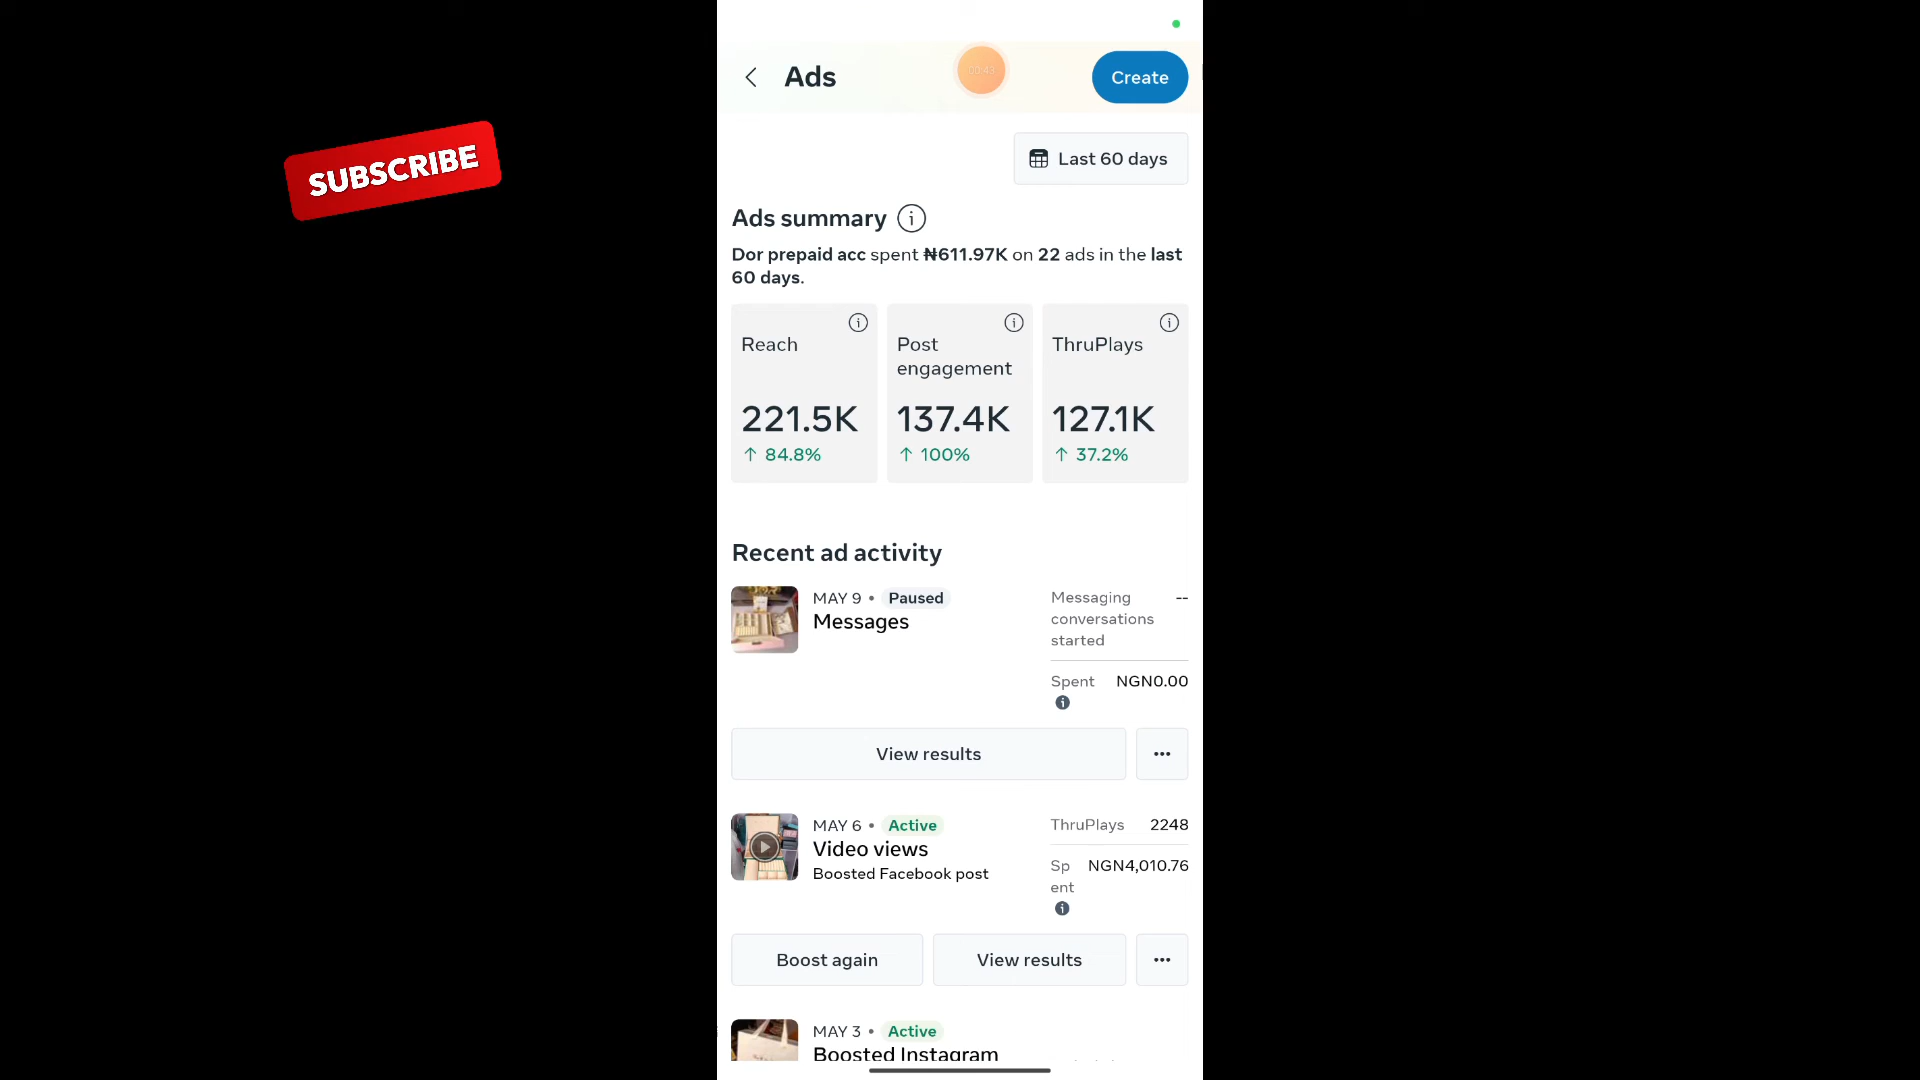 Ads
Create
SUBSCRIBE
Last 60 days
Ads summary
Dor prepaid acc spent ₦611.97K on 22 ads in the last
60 days.
Reach
221.5K
↑ 84.8%
Post
engagement
137.4K
↑ 100%
ThruPlays
127.1K
↑ 37.2%
Recent ad activity
MAY 9 • Paused
Messages
Messaging --
conversations
started
Spent NGN0.00
View results
MAY 6 • Active
Video views
Boosted Facebook post
ThruPlays 2248
Sp NGN4,010.76
ent
Boost again
View results
MAY 3 • Active
Boosted Instagram